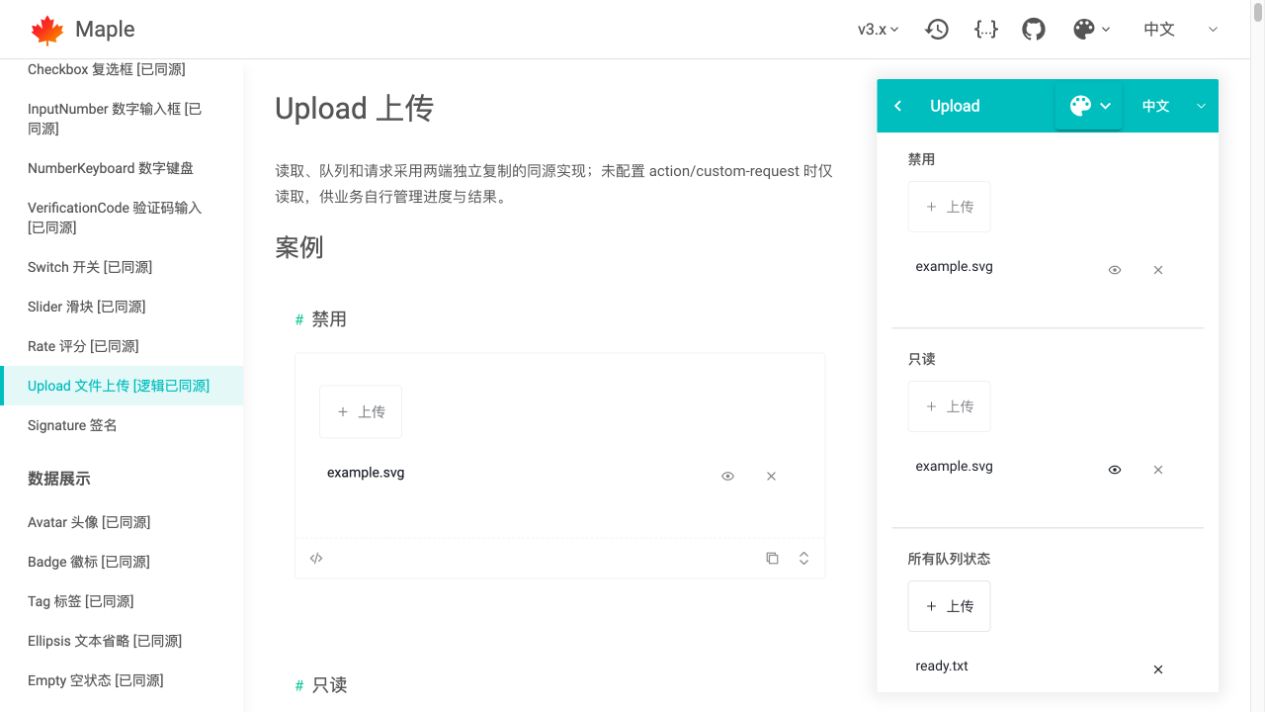 Maple
v3.x
{...}
中文
Checkbox 复选框 [已同源]
InputNumber 数字输入框 [已
同源]
NumberKeyboard 数字键盘
VerificationCode 验证码输入
[已同源]
Switch 开关 [已同源]
Slider 滑块 [已同源]
Rate 评分 [已同源]
Upload 文件上传 [逻辑已同源]
Signature 签名
数据展示
Avatar 头像 [已同源]
Badge 徽标 [已同源]
Tag 标签 [已同源]
Ellipsis 文本省略 [已同源]
Empty 空状态 [已同源]
Upload 上传
读取、队列和请求采用两端独立复制的同源实现；未配置 action/custom-request 时仅
读取，供业务自行管理进度与结果。
案例
# 禁用
+ 上传
example.svg
# 只读
Upload
中文
禁用
+ 上传
example.svg
只读
+ 上传
example.svg
所有队列状态
+ 上传
ready.txt